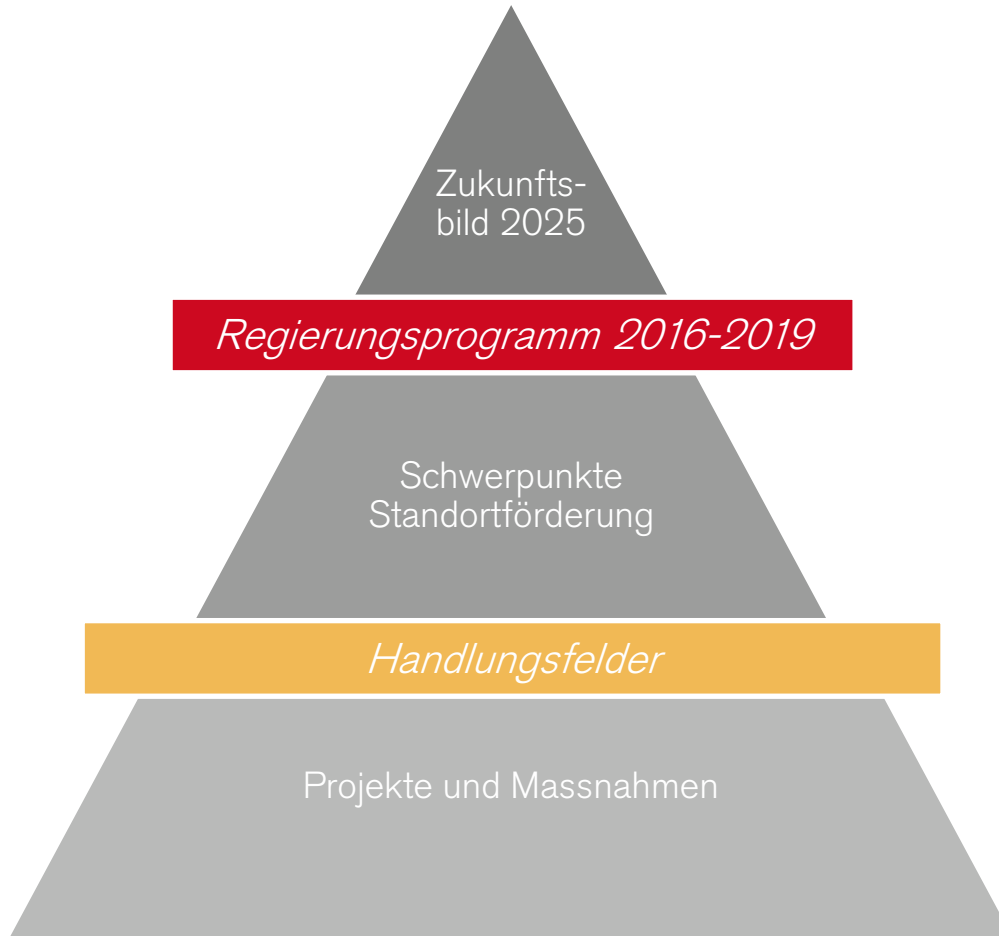 Zukunfts-
bild 2025
Regierungsprogramm 2016-2019
Schwerpunkte
Standortförderung
Handlungsfelder
Projekte und Massnahmen